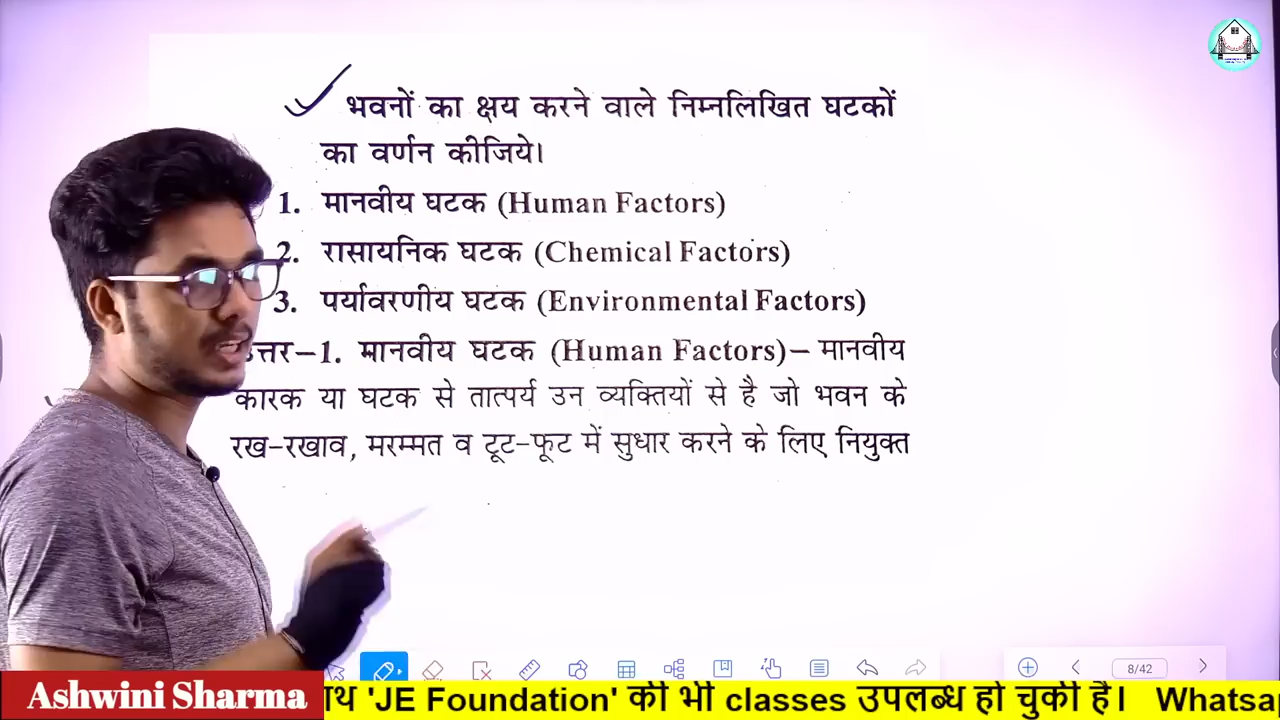 भवनों का क्षय करने वाले निम्नलिखित घटकों
का वर्णन कीजिये।
1. मानवीय घटक (Human Factors)
2. रासायनिक घटक (Chemical Factors)
3. पर्यावरणीय घटक (Environmental Factors)
त्तर–1. मानवीय घटक (Human Factors)– मानवीय
कारक या घटक से तात्पर्य उन व्यक्तियों से है जो भवन के
रख-रखाव, मरम्मत व टूट-फूट में सुधार करने के लिए नियुक्त
8/42
Ashwini Sharma
ाथ 'JE Foundation' की भी classes उपलब्ध हो चुकी है। Whatsa